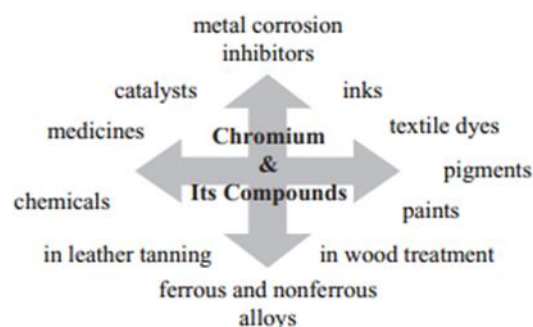 metal corrosion
inhibitors
catalysts
inks
medicines
textile dyes
Chromium
&
Its Compounds
pigments
chemicals
paints
in leather tanning
in wood treatment
ferrous and nonferrous
alloys